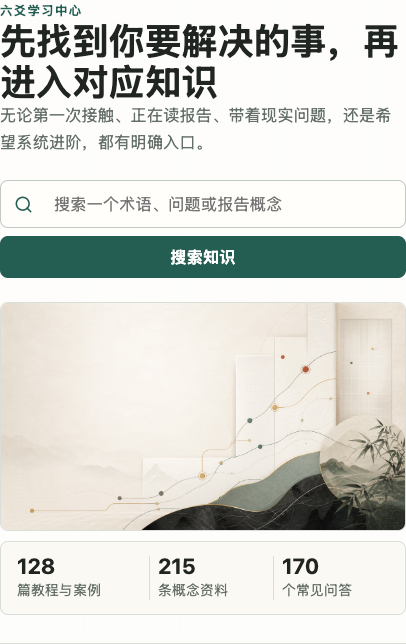 六爻学习中心
先找到你要解决的事，再
进入对应知识
无论第一次接触、正在读报告、带着现实问题，还是希
望系统进阶，都有明确入口。
搜索一个术语、问题或报告概念
搜索知识
128
篇教程与案例
215
条概念资料
170
个常见问答